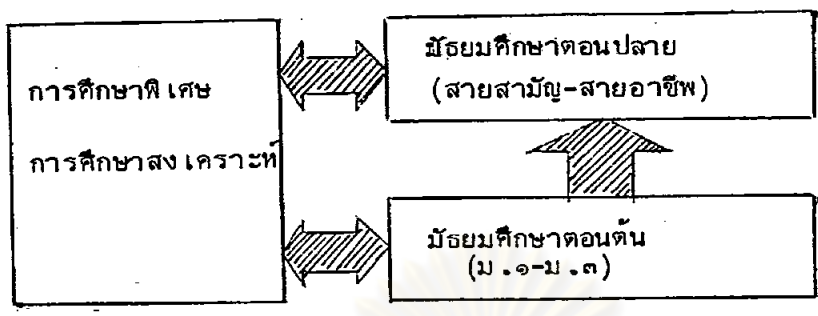 การศึกษาพิเศษ
การศึกษาสงเคราะห์
มัธยมศึกษาตอนปลาย
(สายสามัญ-สายอาชีพ)
มัธยมศึกษาตอนต้น
(ม.๑-ม.๓)